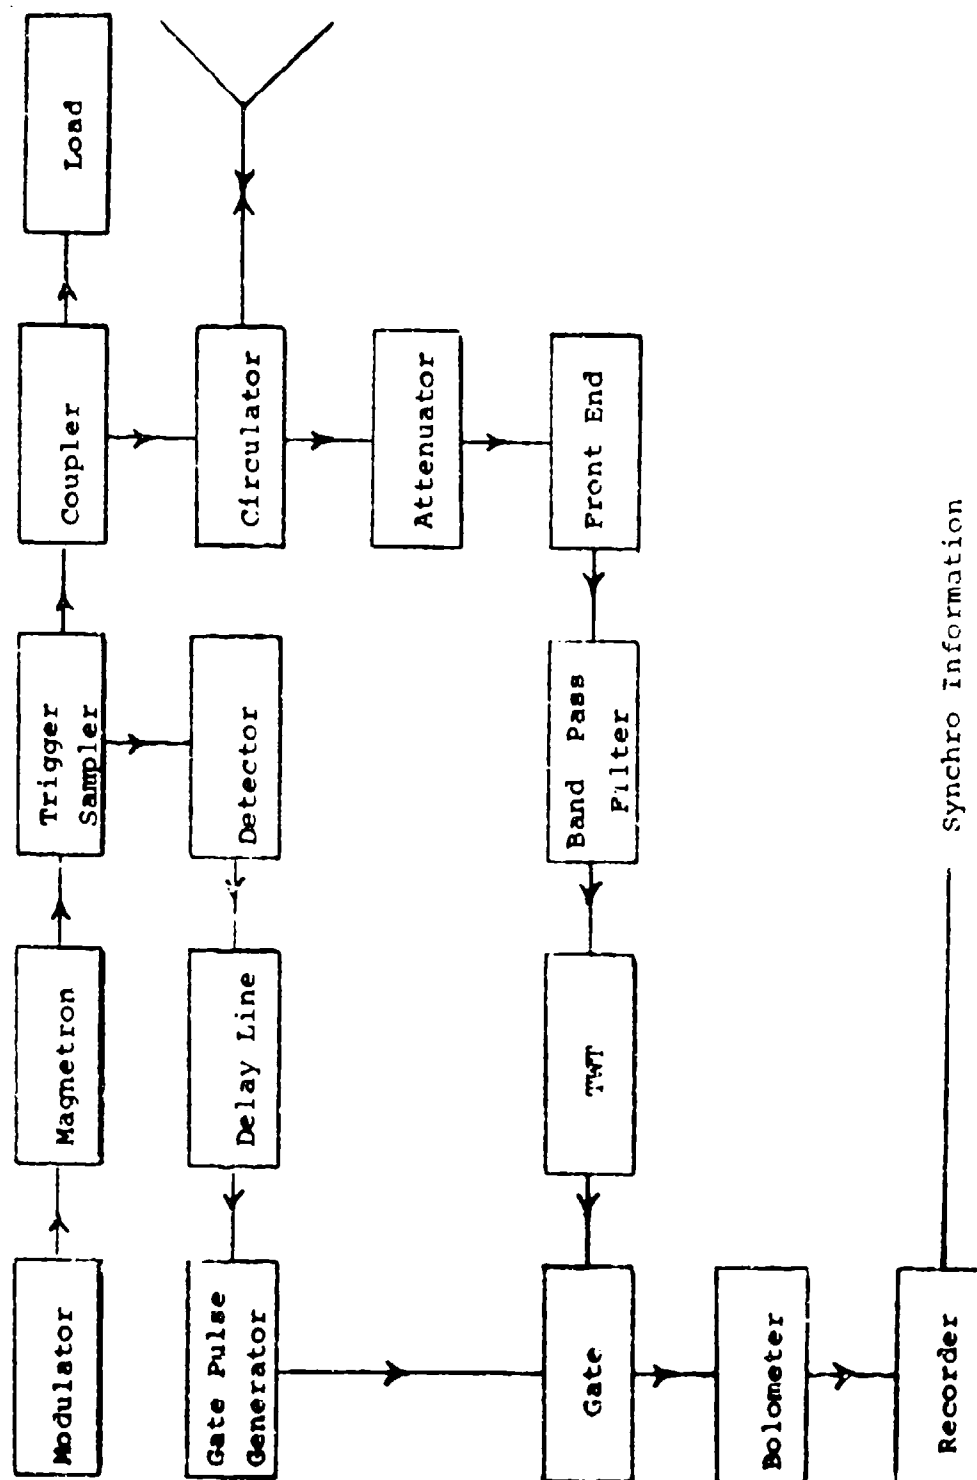 Modulator
Magnetron
Trigger
Sampler
Coupler
Load
Gate Pulse
Generator
Delay Line
Detector
Circulator
Attenuator
Gate
TWT
Band Pass
Filter
Front End
Bolometer
Recorder
Synchro Information